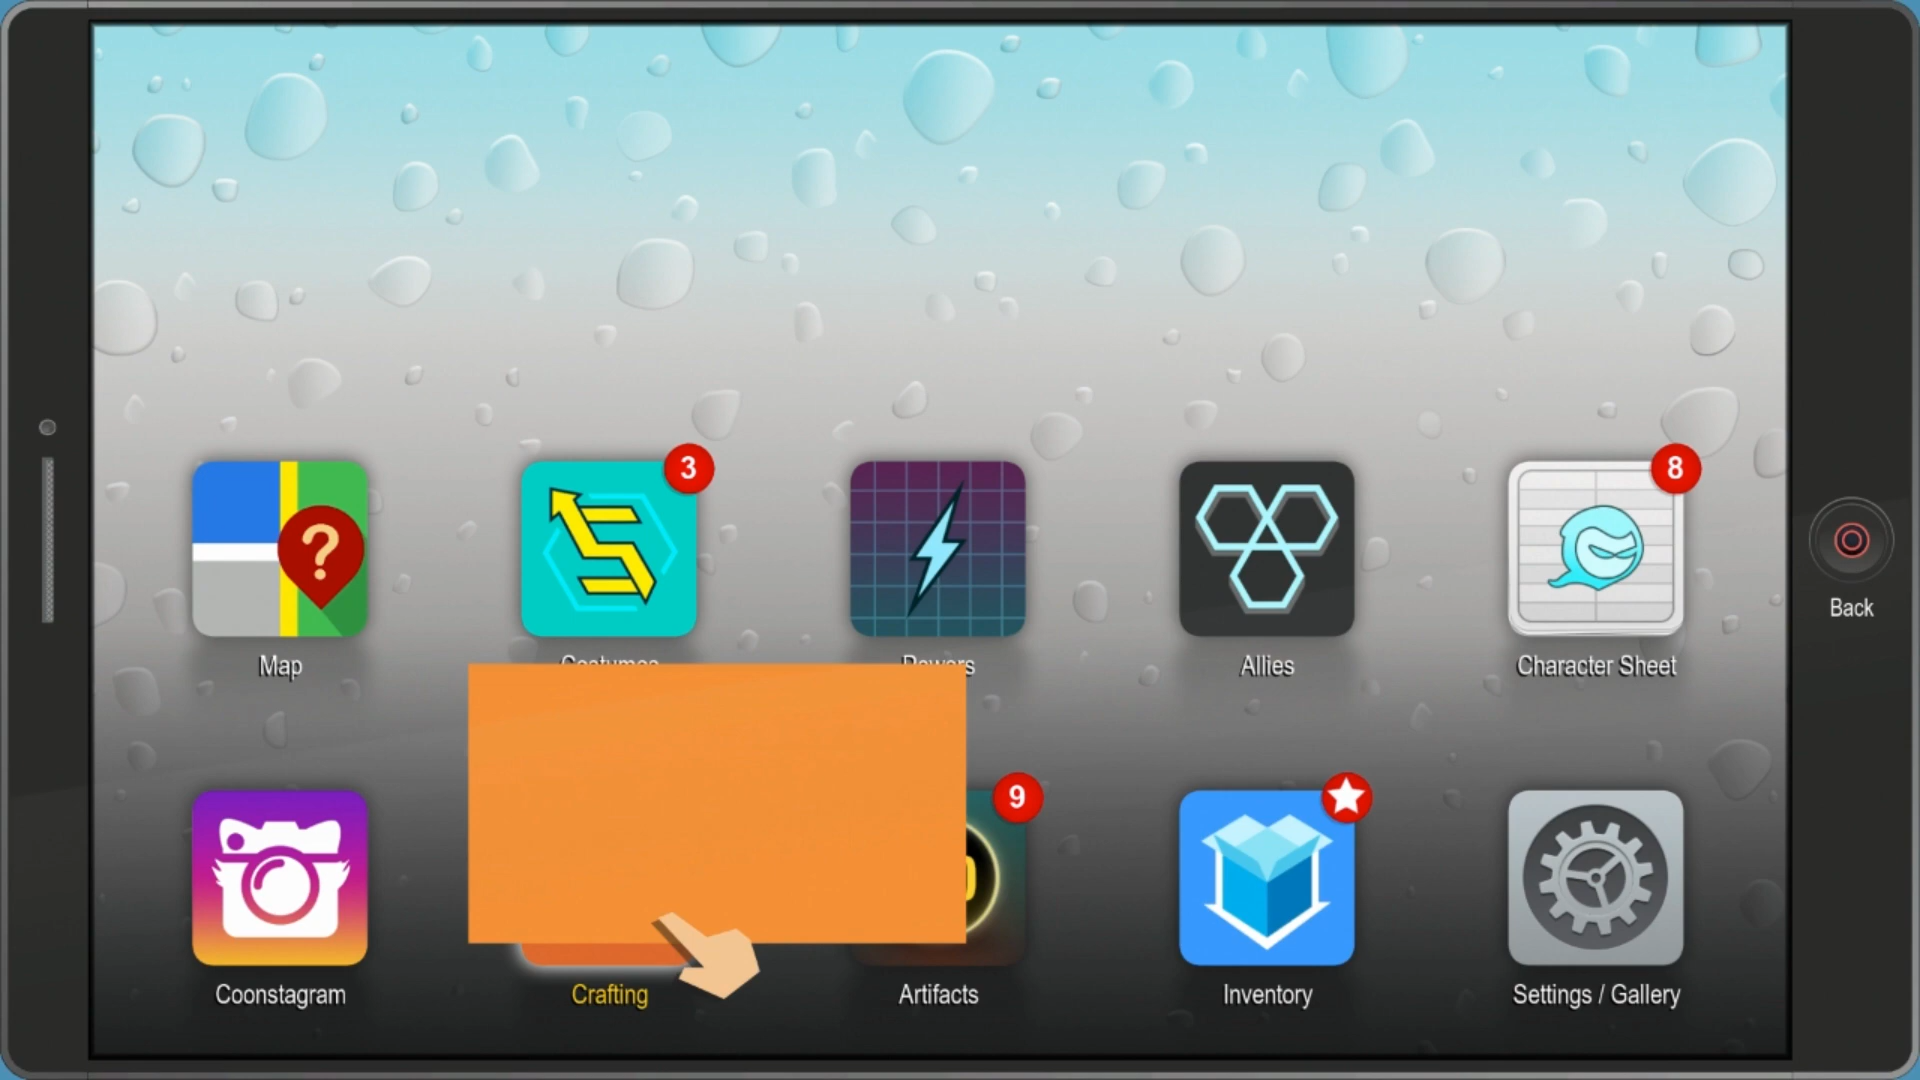 3
8
?
Map
Allies
Character Sheet
Back
9
Coonstagram
Crafting
Artifacts
Inventory
Settings / Gallery